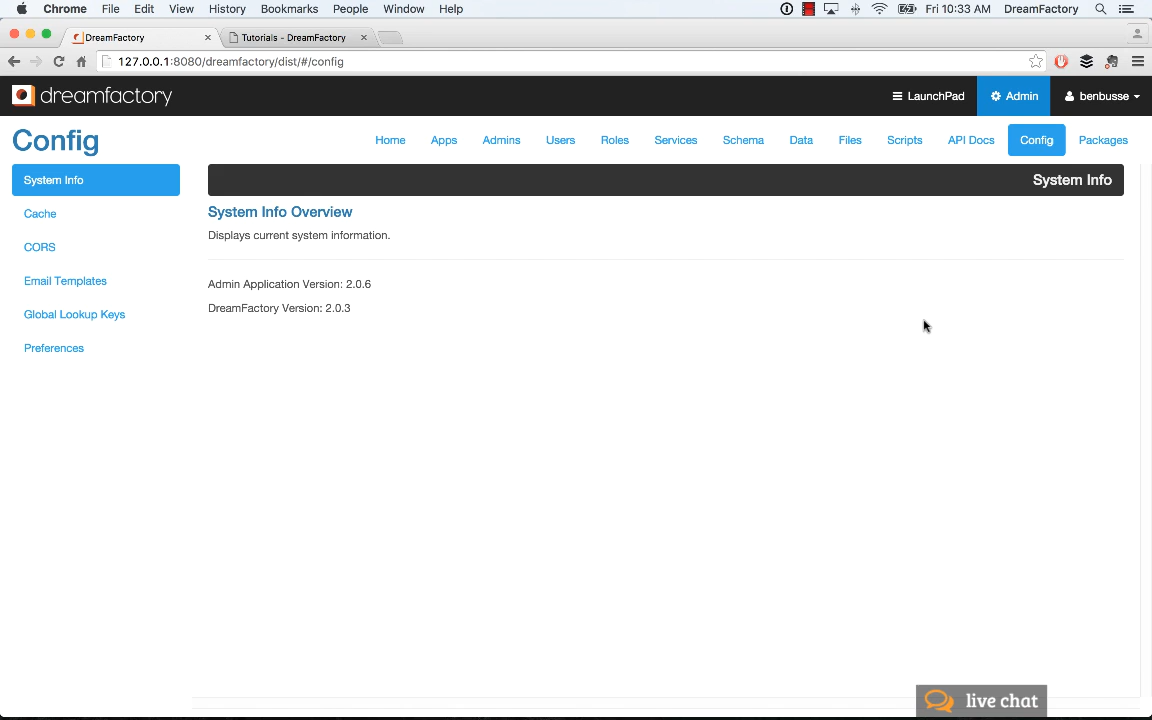 Chrome File Edit View History Bookmarks People Window Help Fri 10:33 AM DreamFactory
DreamFactory Tutorials - DreamFactory
127.0.0.1:8080/dreamfactory/dist/#/config
dreamfactory LaunchPad Admin benbusse
Config Home Apps Admins Users Roles Services Schema Data Files Scripts API Docs Config Packages
System Info
System Info
Cache
CORS
Email Templates
Global Lookup Keys
Preferences
System Info Overview
Displays current system information.
Admin Application Version: 2.0.6
DreamFactory Version: 2.0.3
live chat